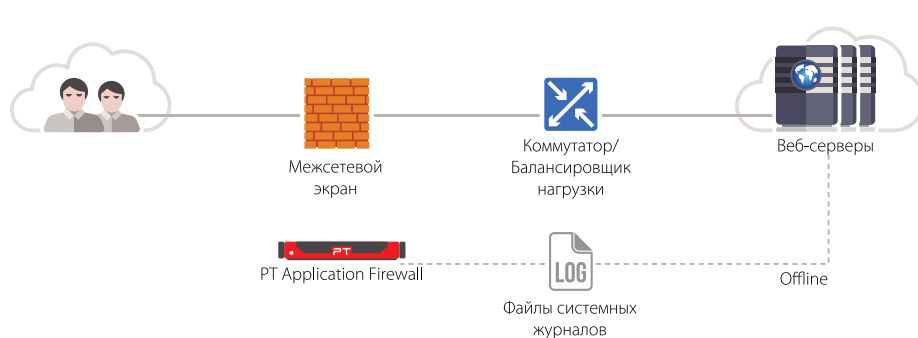 Межсетевой
экран
Коммутатор/
Балансировщик
нагрузки
Веб-серверы
PT
PT Application Firewall
LOG
Файлы системных
журналов
Offline